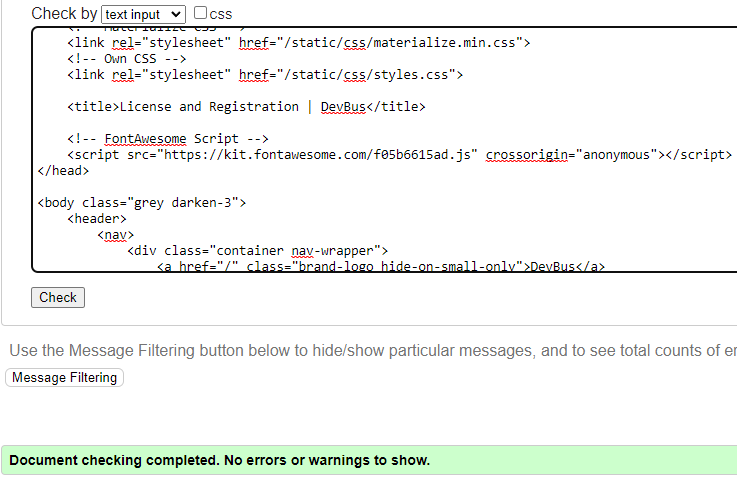 Check by text input css
<!-- Materialize CSS -->
<link rel="stylesheet" href="/static/css/materialize.min.css">
<!-- Own CSS -->
<link rel="stylesheet" href="/static/css/styles.css">
<title>License and Registration | DevBus</title>
<!-- FontAwesome Script -->
<script src="https://kit.fontawesome.com/f05b6615ad.js" crossorigin="anonymous"></script>
</head>
<body class="grey darken-3">
<header>
<nav>
<div class="container nav-wrapper">
<a href="/" class="brand-logo hide-on-small-only">DevBus</a>
Check
Use the Message Filtering button below to hide/show particular messages, and to see total counts of er
Message Filtering
Document checking completed. No errors or warnings to show.